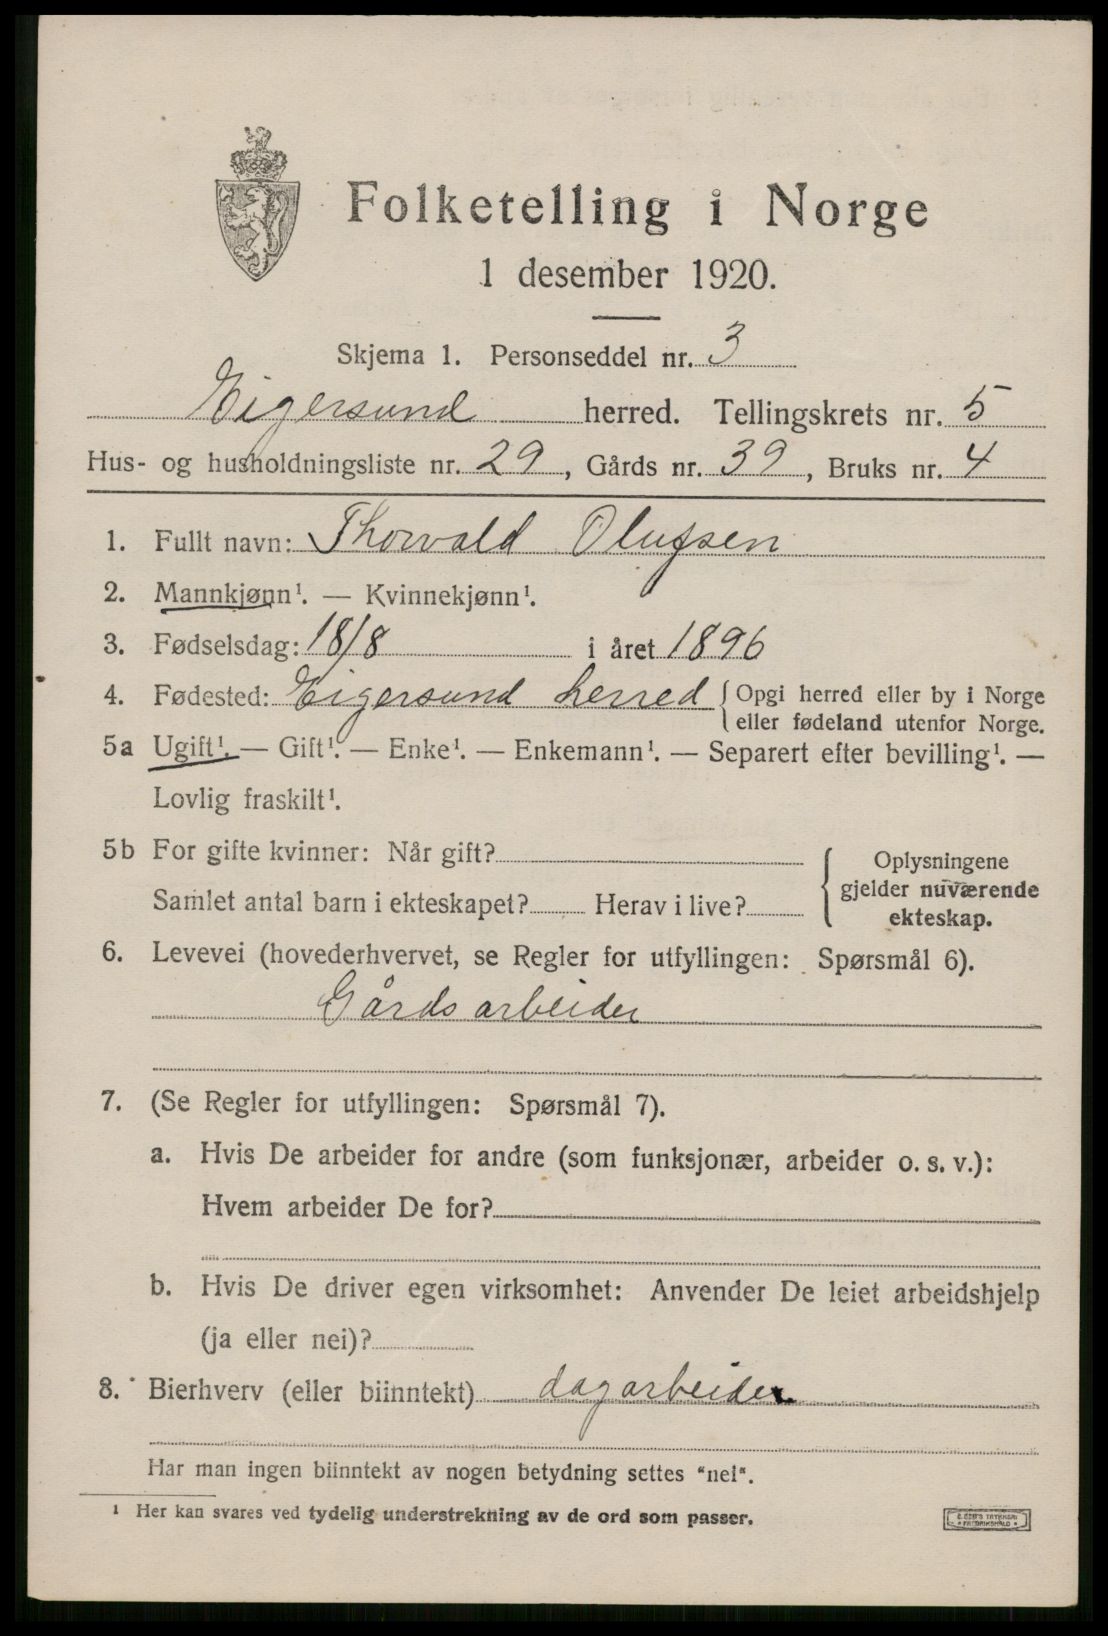 Folketelling i Norge
1 desember 1920.
Skjema 1. Personseddel nr. 3
Eigersund herred. Tellingskrets nr. 5
Hus- og husholdningsliste nr. 29, Gårds nr. 39, Bruks nr. 4
1. Fullt navn: Thorvald Olufsen
2. Mannkjønn¹. — Kvinnekjønn¹.
3. Fødselsdag: 18/8 i året 1896
4. Fødested: Eigersund herred { Opgi herred eller by i Norge
eller fødeland utenfor Norge.
5a Ugift¹. — Gift¹. — Enke¹. — Enkemann¹. — Separert efter bevilling¹. —
Lovlig fraskilt¹.
5b For gifte kvinner: Når gift?
Samlet antal barn i ekteskapet? Herav i live?
{ Oplysningene
gjelder nuværende
ekteskap.
6. Levevei (hovederhvervet, se Regler for utfyllingen: Spørsmål 6).
Gårdsarbeider
7. (Se Regler for utfyllingen: Spørsmål 7).
a. Hvis De arbeider for andre (som funksjonær, arbeider o. s. v.):
Hvem arbeider De for?
b. Hvis De driver egen virksomhet: Anvender De leiet arbeidshjelp
(ja eller nei)?
8. Bierhverv (eller biinntekt) dagarbeider
Har man ingen biinntekt av nogen betydning settes "nei".
¹ Her kan svares ved tydelig understrekning av de ord som passer.